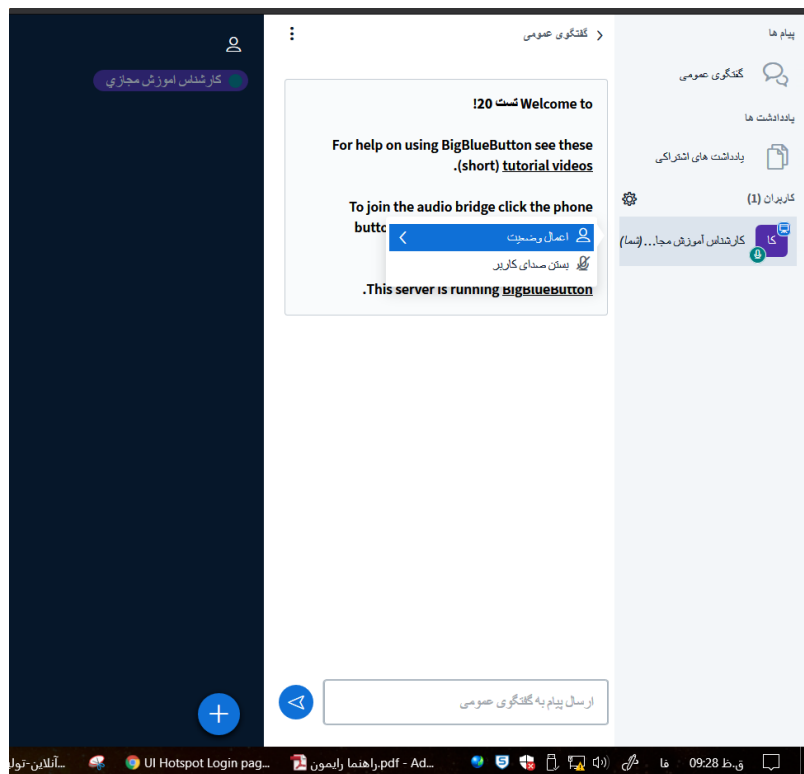 پیام ها
گفتگوی عمومی
یاددادشت ها
یادداشت های اشتراکی
کاربران (1)
کا
کارشناس آموزش مجا... (شما)
گفتگوی عمومی
Welcome to تست 20!
For help on using BigBlueButton see these
(short) tutorial videos.
To join the audio bridge click the phone
butto
اعمال وضعیت
بستن صدای کاربر
This server is running BigBlueButton.
ارسال پیام به گفتگوی عمومی
کارشناس اموزش مجازي
ق.ظ 09:28
فا
راهنما رایمون.pdf - Ad...
UI Hotspot Login pag...
آنلاین-تولی...